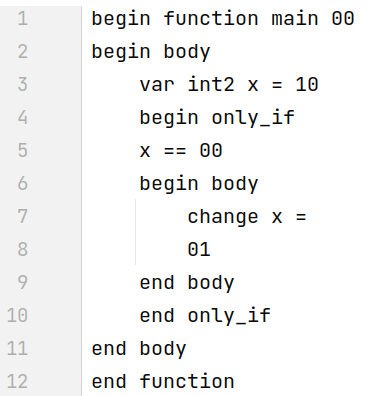 1 begin function main 00
2 begin body
3     var int2 x = 10
4     begin only_if
5     x == 00
6     begin body
7         change x =
8         01
9     end body
10     end only_if
11 end body
12 end function